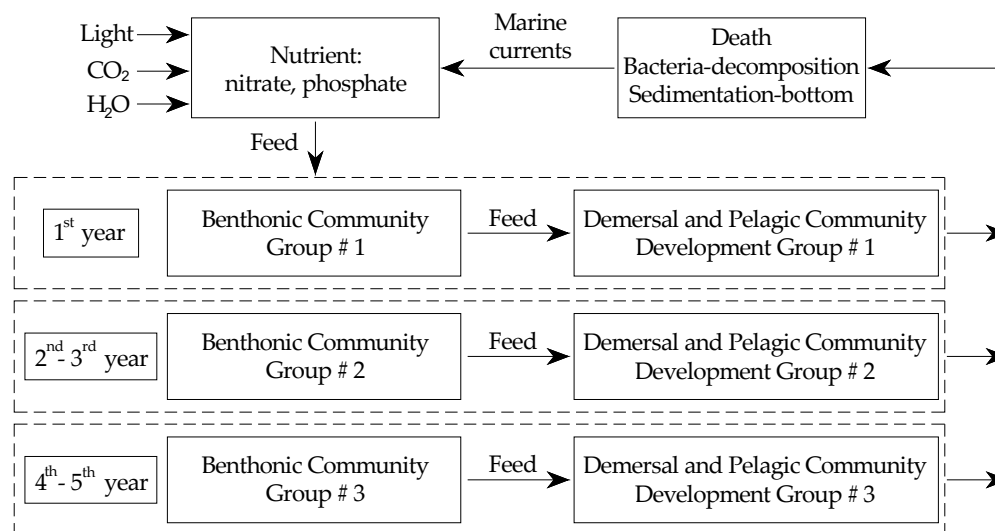 Light
CO₂
H₂O
Nutrient:
nitrate, phosphate
Marine
currents
Death
Bacteria-decomposition
Sedimentation-bottom
Feed
1st year
Benthonic Community
Group # 1
Feed
Demersal and Pelagic Community
Development Group # 1
2nd- 3rd year
Benthonic Community
Group # 2
Feed
Demersal and Pelagic Community
Development Group # 2
4th- 5th year
Benthonic Community
Group # 3
Feed
Demersal and Pelagic Community
Development Group # 3